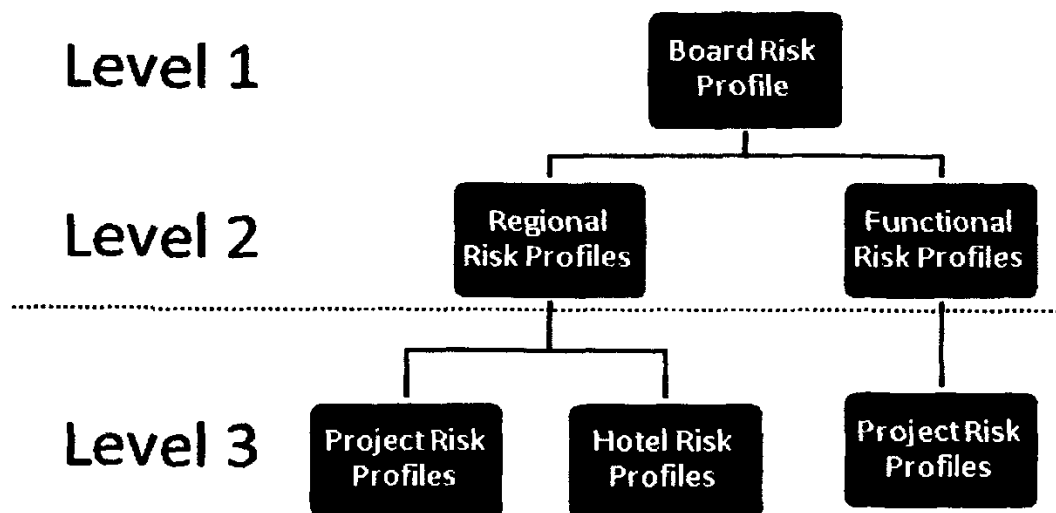 Level 1
Board Risk
Profile
Level 2
Regional
Risk Profiles
Functional
Risk Profiles
Level 3
Project Risk
Profiles
Hotel Risk
Profiles
Project Risk
Profiles